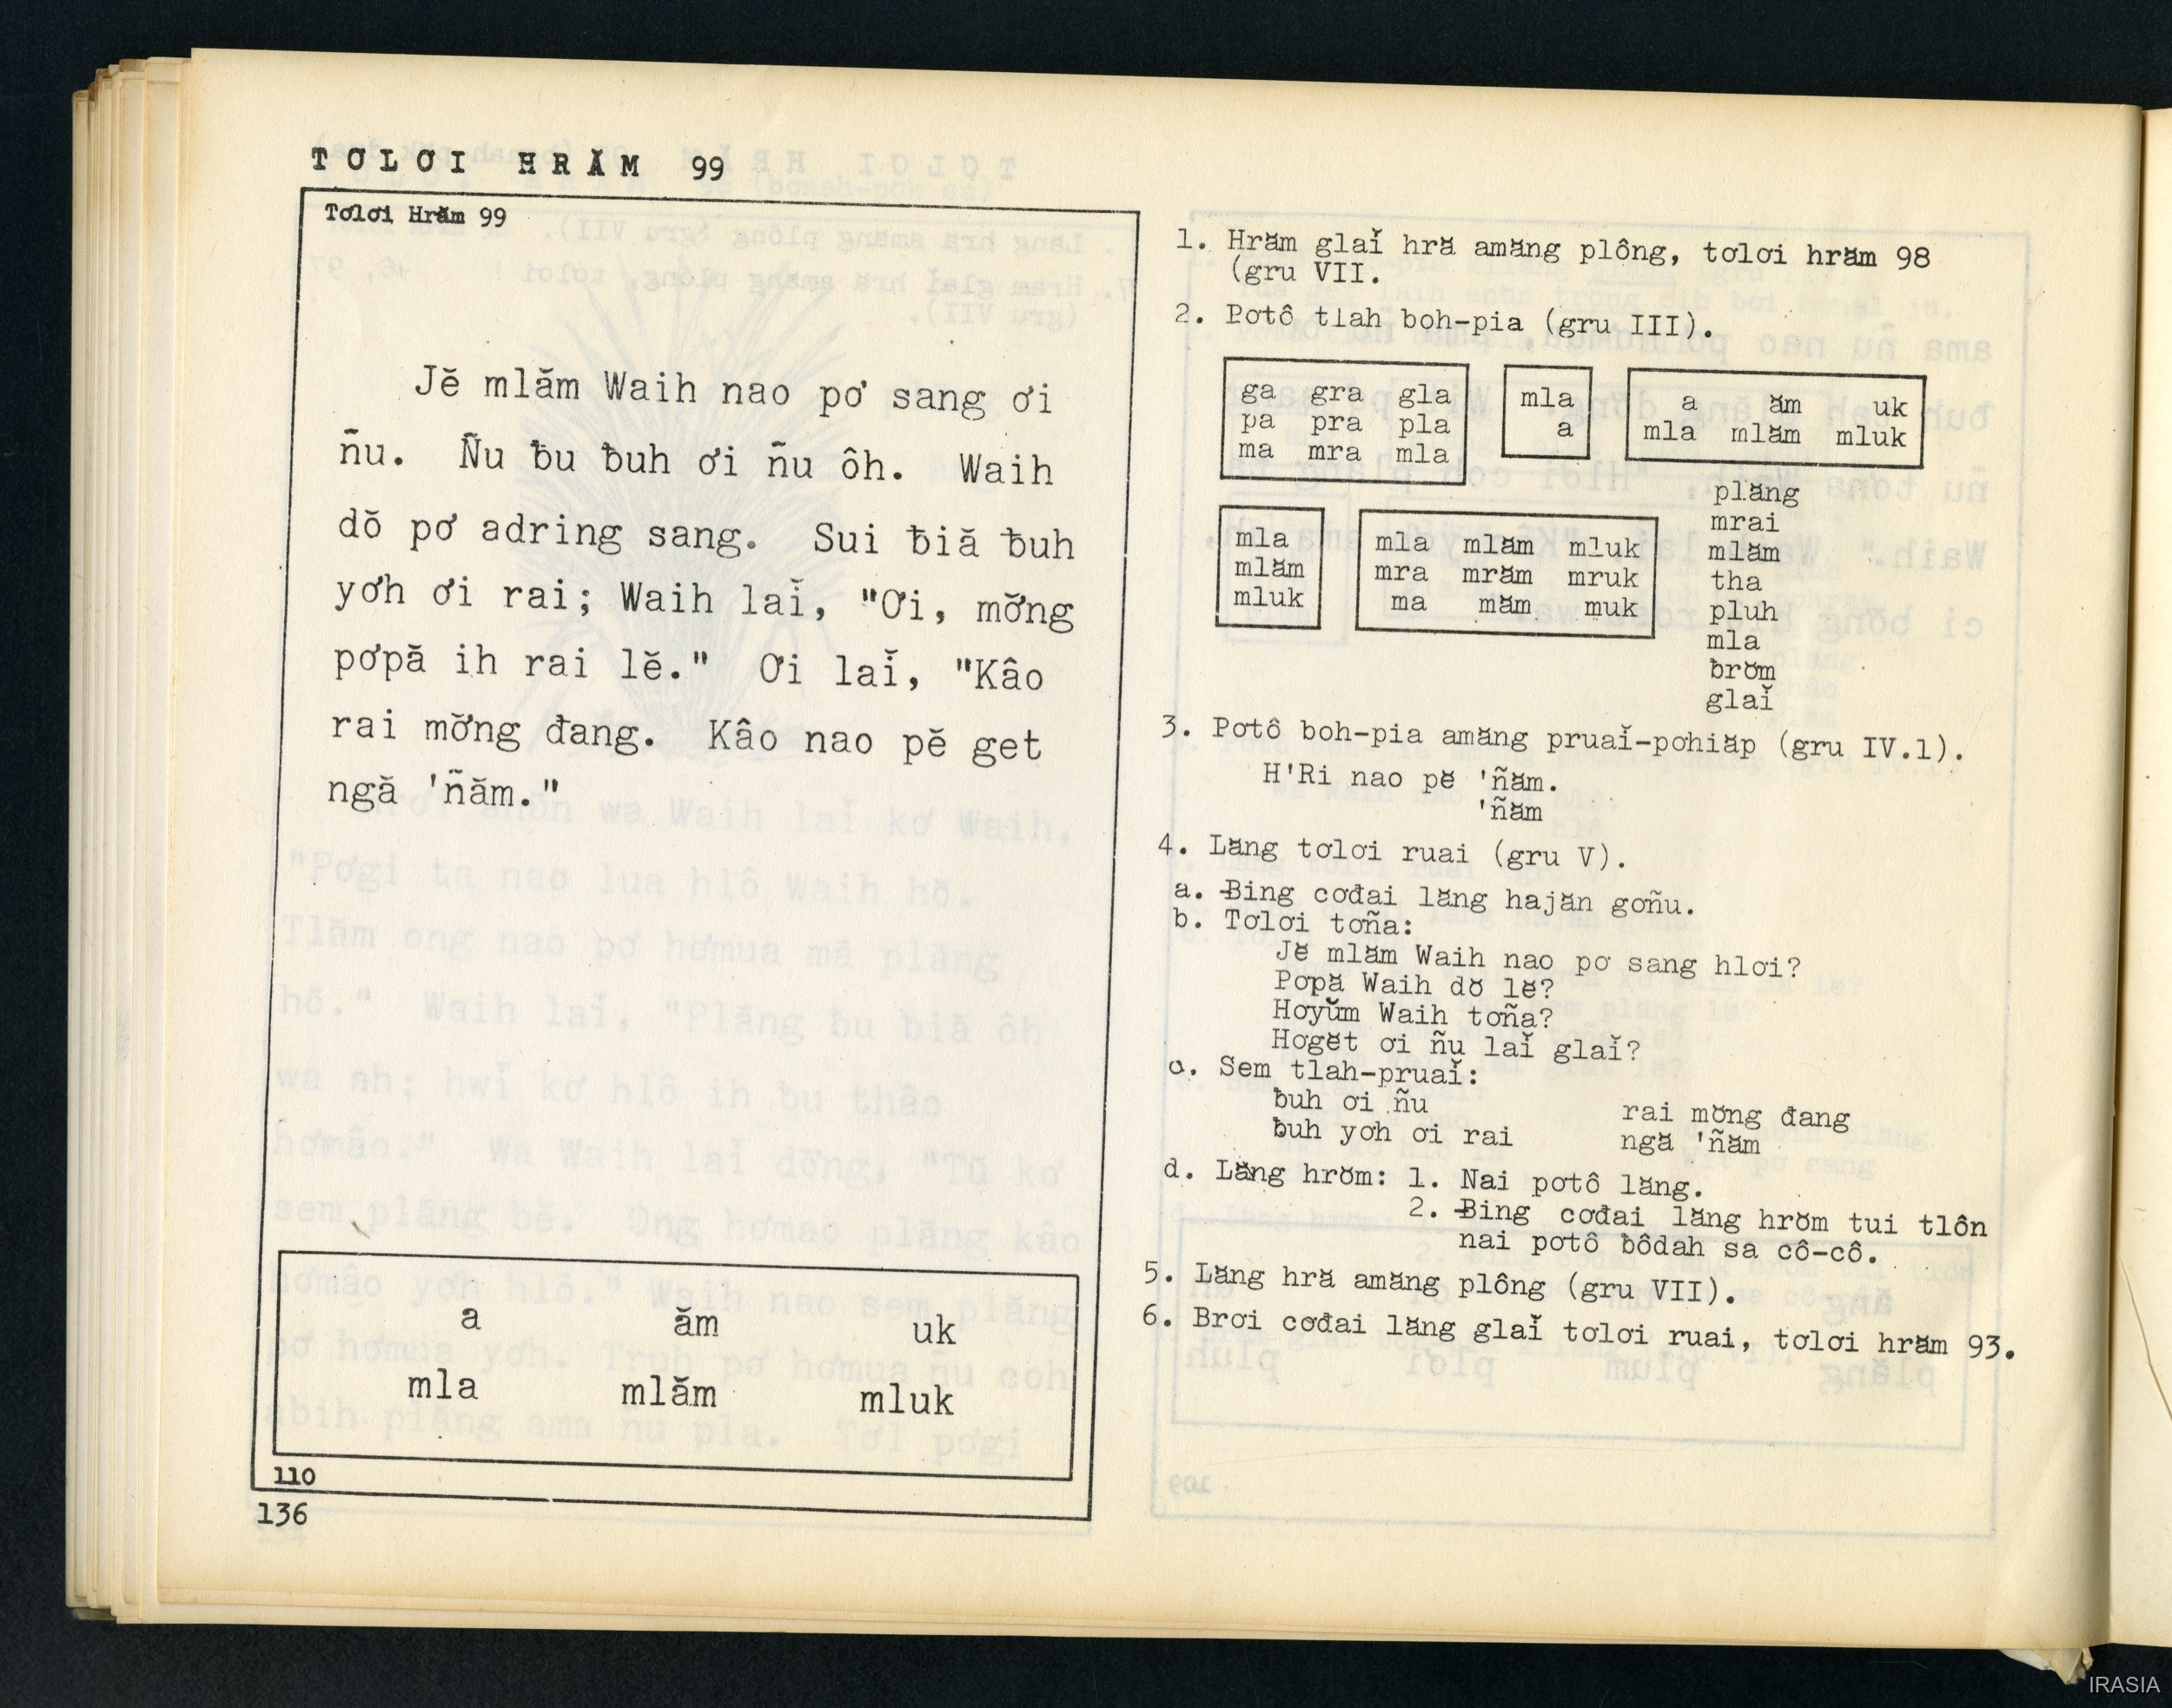 TƠLƠI HRĂM 99
Tơlơi Hrăm 99
Jĕ mlăm Waih nao pơ sang ơi
ñu. Ñu ƀu ƀuh ơi ñu ôh. Waih
dŏ pơ adring sang. Sui ƀiă ƀuh
yơh ơi rai; Waih laĭ, "Ơi, mơ̆ng
pơpă ih rai lĕ." Ơi laĭ, "Kâo
rai mơ̆ng đang. Kâo nao pĕ get
ngă 'ñăm."
a ăm uk
mla mlăm mluk
110
136
1. Hrăm glaĭ hră amăng plông, tơlơi hrăm 98
(gru VII.
2. Pơtô tlah boh-pia (gru III).
ga gra gla
pa pra pla
ma mra mla
mla
a
a ăm uk
mla mlăm mluk
mla
mlăm
mluk
mla mlăm mluk
mra mrăm mruk
ma măm muk
plăng
mrai
mlăm
tha
pluh
mla
ƀrơ̆m
glaĭ
3. Pơtô boh-pia amăng pruaĭ-pơhiăp (gru IV.1).
H'Ri nao pĕ 'ñăm.
'ñăm
4. Lăng tơlơi ruai (gru V).
a. Ƀing cơđai lăng hajăn gơñu.
b. Tơlơi tơña:
Jĕ mlăm Waih nao pơ sang hlơi?
Pơpă Waih dŏ lĕ?
Hơyŭm Waih tơña?
Hơgĕt ơi ñu laĭ glaĭ?
c. Sem tlah-pruaĭ:
ƀuh ơi ñu rai mơ̆ng đang
ƀuh yơh ơi rai ngă 'ñăm
d. Lăng hrŏm: 1. Nai pơtô lăng.
2. Ƀing cơđai lăng hrŏm tui tlôn
nai pơtô ƀôdah sa cô-cô.
5. Lăng hră amăng plông (gru VII).
6. Brơi cơđai lăng glaĭ tơlơi ruai, tơlơi hrăm 93.
IRASIA